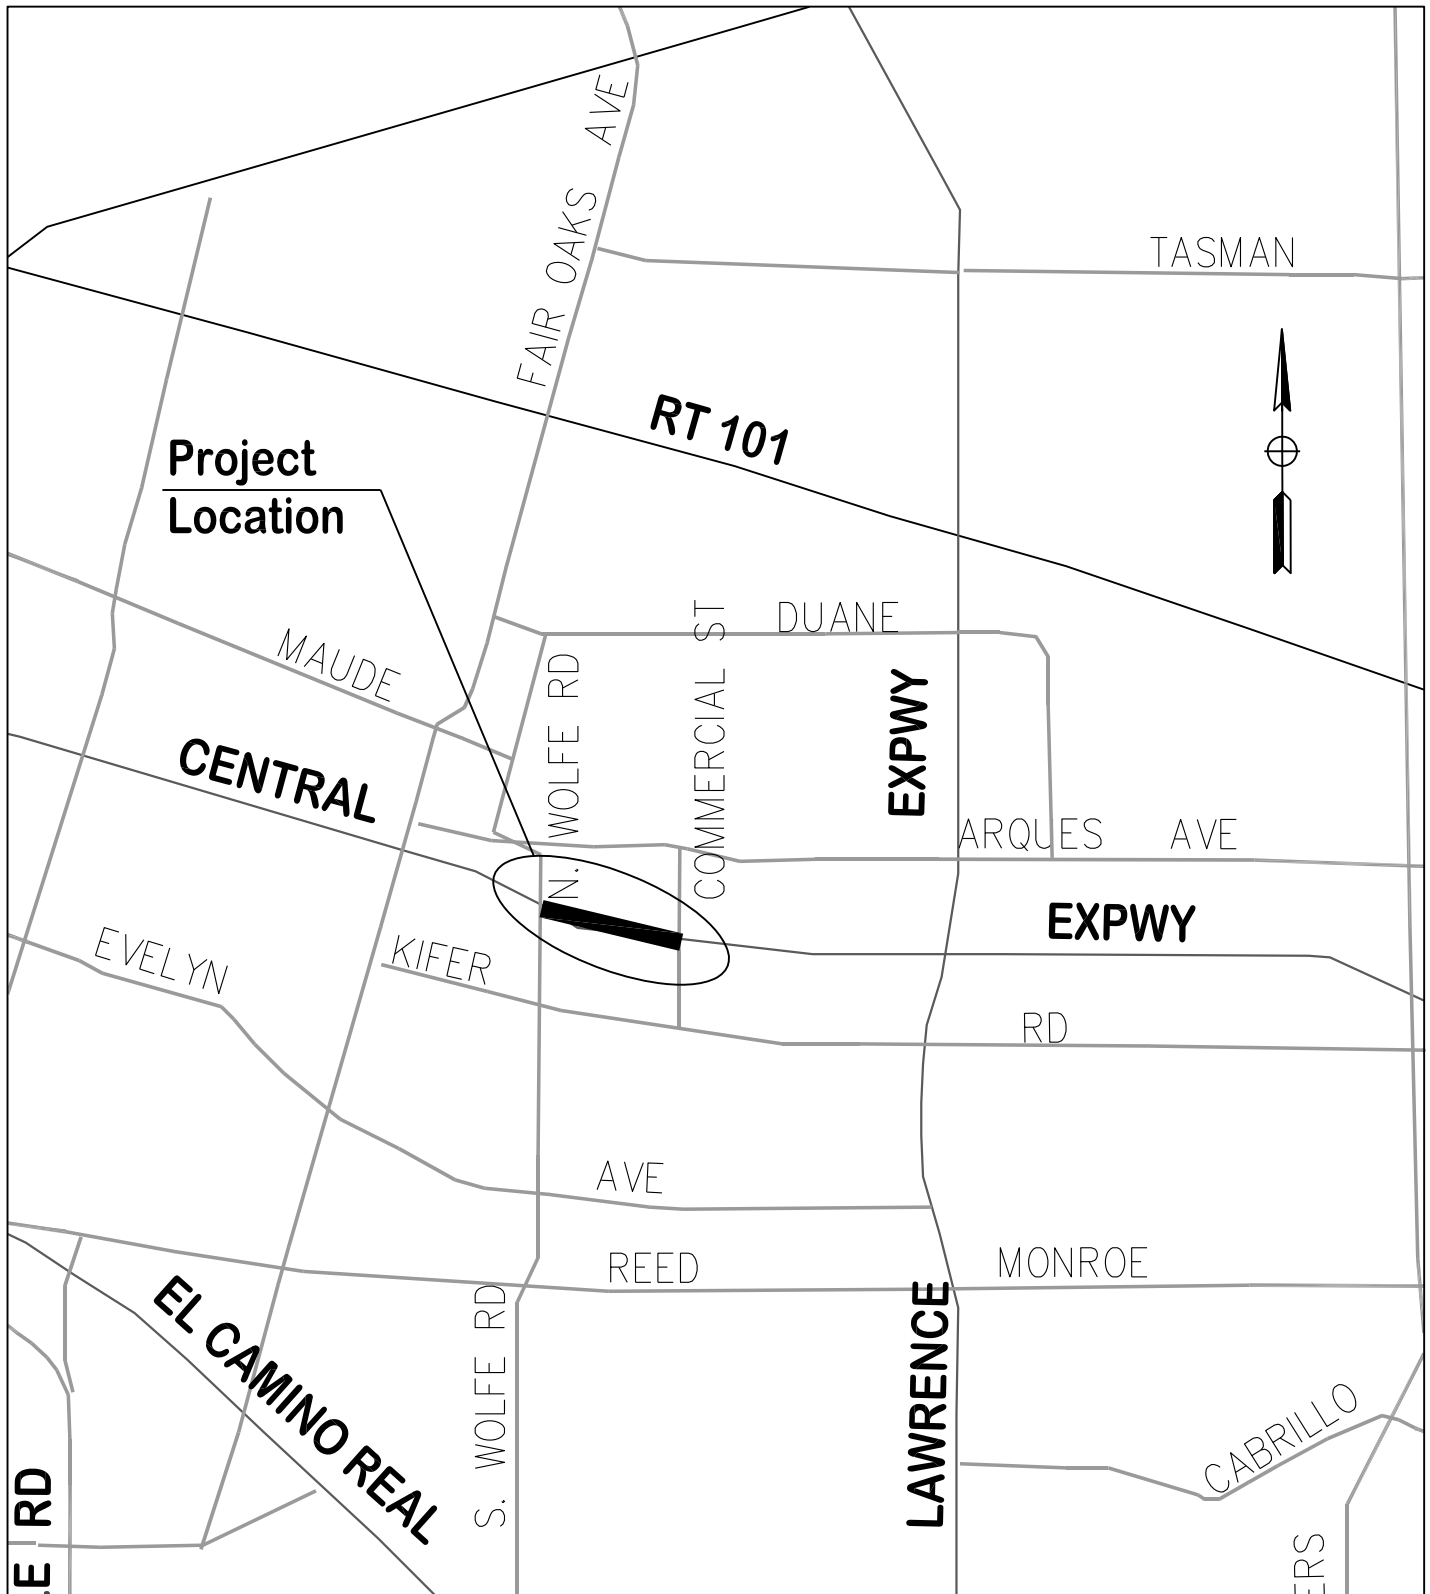 AVE
FAIR OAKS
TASMAN
RT 101
Project
Location
DUANE
MAUDE
N. WOLFE RD
COMMERCIAL ST
EXPWY
CENTRAL
ARQUES AVE
EXPWY
EVELYN
KIFER
RD
AVE
REED
MONROE
EL CAMINO REAL
S. WOLFE RD
LAWRENCE
CABRILLO
RD